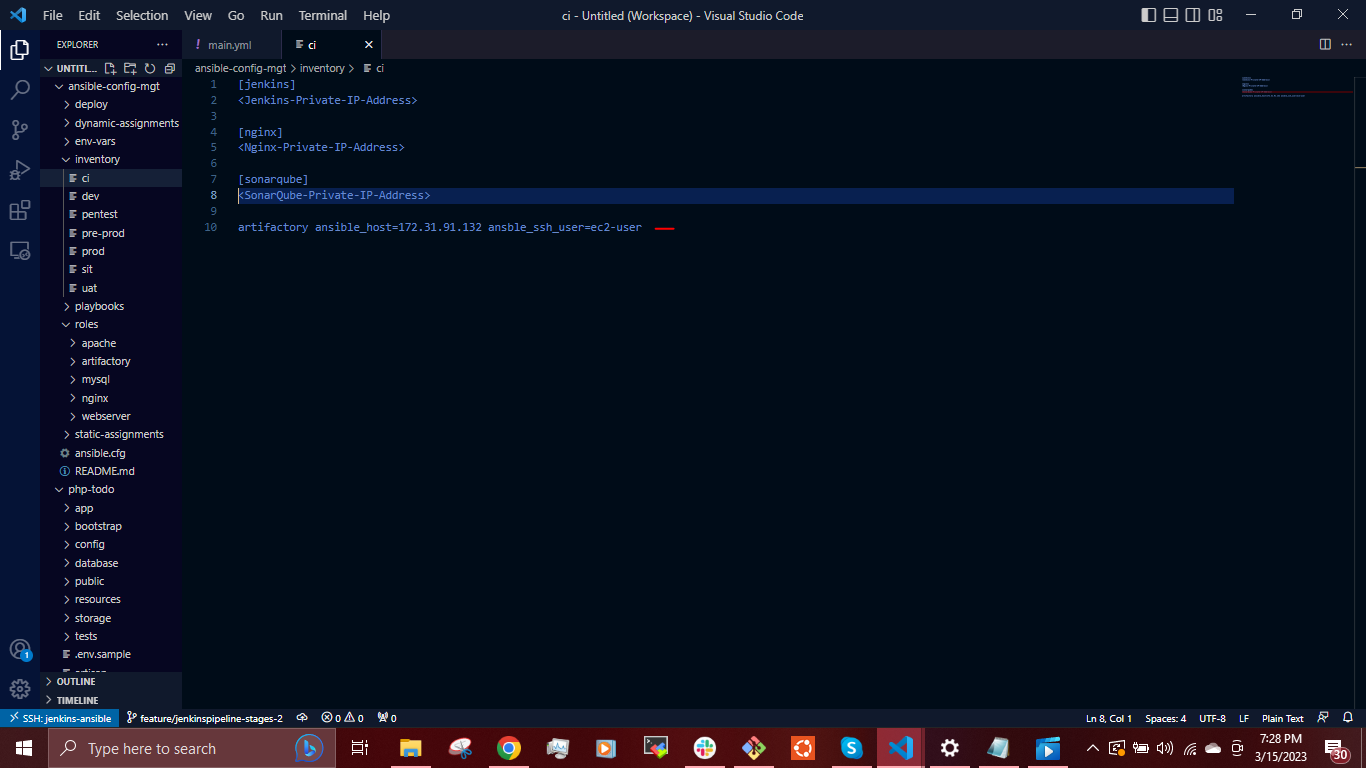 File Edit Selection View Go Run Terminal Help
ci - Untitled (Workspace) - Visual Studio Code
EXPLORER
main.yml
ci
UNTITL...
ansible-config-mgt
deploy
dynamic-assignments
env-vars
inventory
ci
dev
pentest
pre-prod
prod
sit
uat
playbooks
roles
apache
artifactory
mysql
nginx
webserver
static-assignments
ansible.cfg
README.md
php-todo
app
bootstrap
config
database
public
resources
storage
tests
.env.sample
OUTLINE
TIMELINE
ansible-config-mgt > inventory > ci
1 [jenkins]
2 <Jenkins-Private-IP-Address>
3
4 [nginx]
5 <Nginx-Private-IP-Address>
6
7 [sonarqube]
8 <SonarQube-Private-IP-Address>
9
10 artifactory ansible_host=172.31.91.132 ansble_ssh_user=ec2-user
1
SSH: jenkins-ansible feature/jenkinspipeline-stages-2 0 0 0 Ln 8, Col 1 Spaces: 4 UTF-8 LF Plain Text
Type here to search
7:28 PM
3/15/2023
30